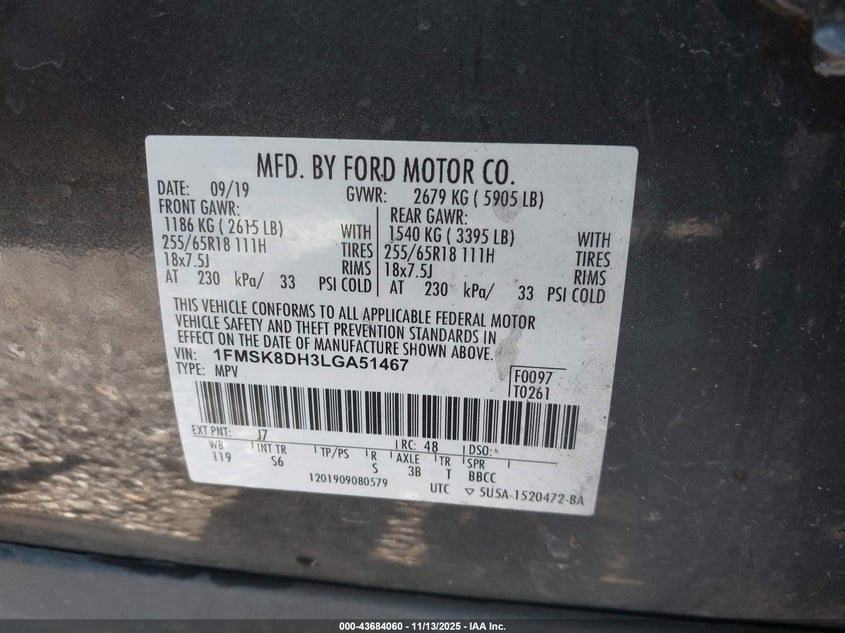 MFD. BY FORD MOTOR CO.
DATE: 09/19 GVWR: 2679 KG ( 5905 LB)
FRONT GAWR: REAR GAWR:
1186 KG ( 2615 LB) WITH 1540 KG ( 3395 LB) WITH
255/65R18 111H TIRES 255/65R18 111H TIRES
18x7.5J RIMS 18x7.5J RIMS
AT 230 kPa/ 33 PSI COLD AT 230 kPa/ 33 PSI COLD
THIS VEHICLE CONFORMS TO ALL APPLICABLE FEDERAL MOTOR
VEHICLE SAFETY AND THEFT PREVENTION STANDARDS IN
EFFECT ON THE DATE OF MANUFACTURE SHOWN ABOVE.
VIN: 1FMSK8DH3LGA51467
TYPE: MPV
F0097
T0261
EXT PNT: J7 RC: 48 DSO:
WB INT TR TP/PS R AXLE TR SPR
119 S6 S 3B T BBCC
1201909080579 UTC ▽ 5U5A-1520472-BA
000-43684060 - 11/13/2025 - IAA Inc.